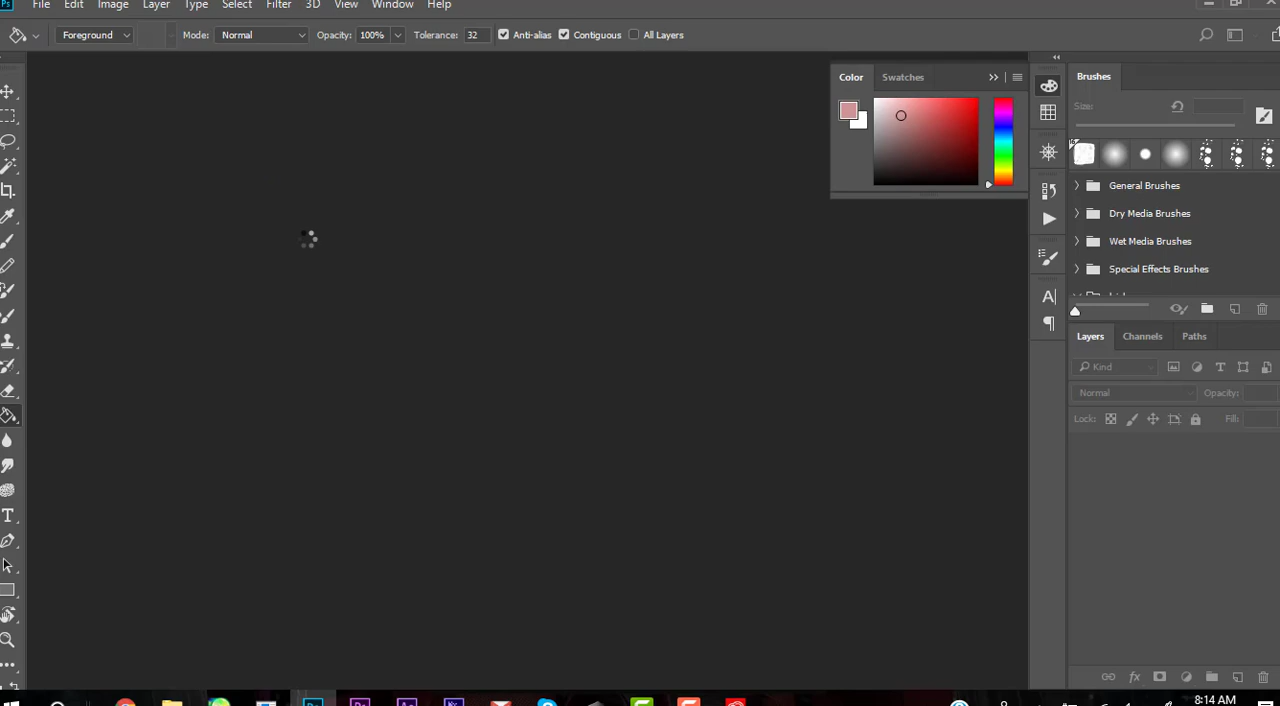 Ps File Edit Image Layer Type Select Filter 3D View Window Help
Foreground Mode: Normal Opacity: 100% Tolerance: 32 Anti-alias Contiguous All Layers
Color Swatches
Brushes
Size:
General Brushes
Dry Media Brushes
Wet Media Brushes
Special Effects Brushes
Layers Channels Paths
Kind
Normal Opacity:
Lock: Fill:
8:14 AM